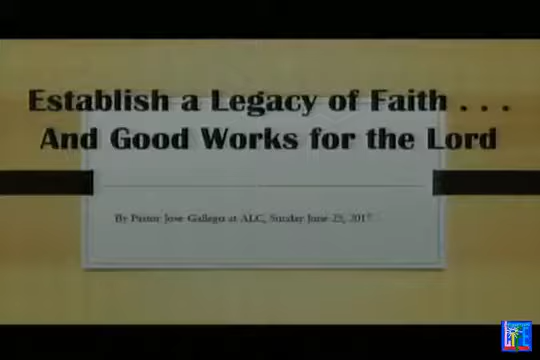 Establish a Legacy of Faith . . .
And Good Works for the Lord
By Pastor Jose Gallegos at ALC, Sunday June 25, 2017